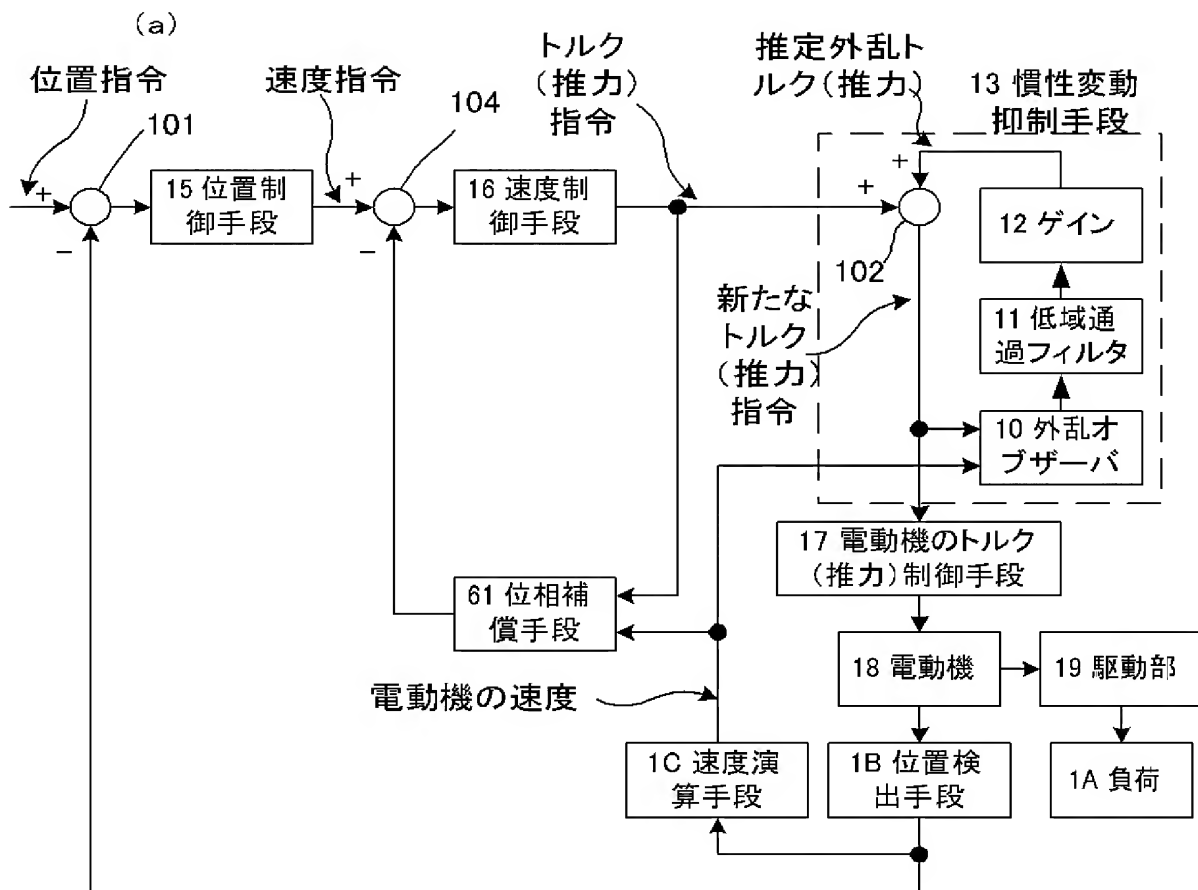 (a)
位置指令
101
速度指令
104
トルク
(推力)
指令
推定外乱ト
ルク(推力)
13 慣性変動
抑制手段
+
−
15 位置制
御手段
+
−
16 速度制
御手段
+
+
102
12 ゲイン
新たな
トルク
(推力)
指令
11 低域通
過フィルタ
10 外乱オ
ブザーバ
17 電動機のトルク
(推力)制御手段
61 位相補
償手段
18 電動機
19 駆動部
電動機の速度
1C 速度演
算手段
1B 位置検
出手段
1A 負荷